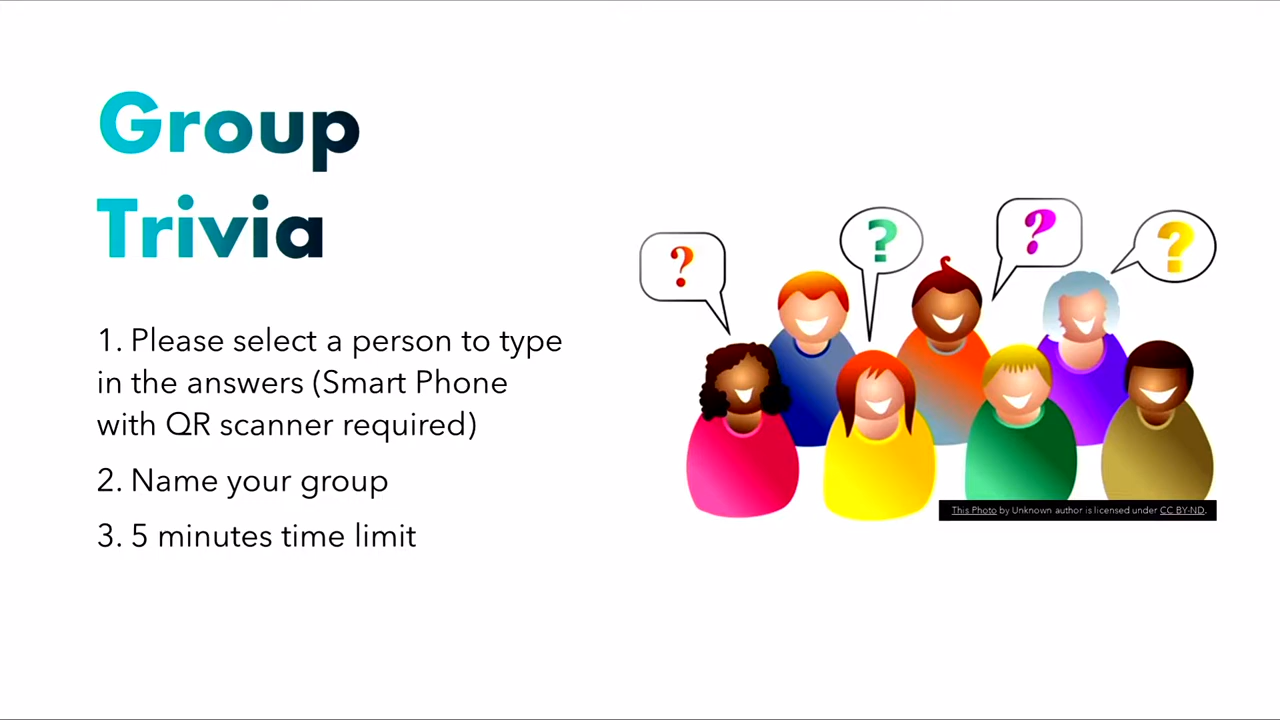 Group
Trivia
1. Please select a person to type
in the answers (Smart Phone
with QR scanner required)
2. Name your group
3. 5 minutes time limit
?
?
?
?
This Photo by Unknown author is licensed under CC BY-ND.